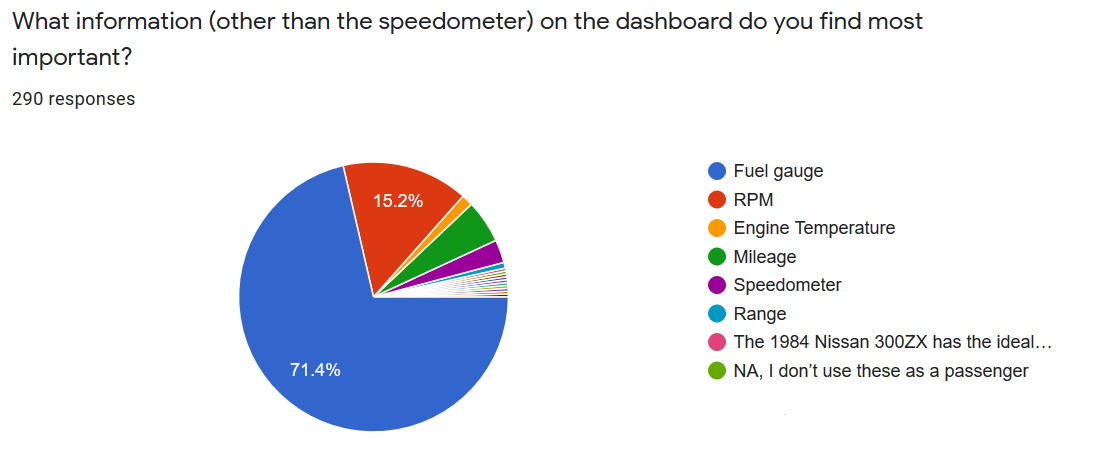 What information (other than the speedometer) on the dashboard do you find most
important?
290 responses
15.2%
71.4%
Fuel gauge
RPM
Engine Temperature
Mileage
Speedometer
Range
The 1984 Nissan 300ZX has the ideal…
NA, I don’t use these as a passenger